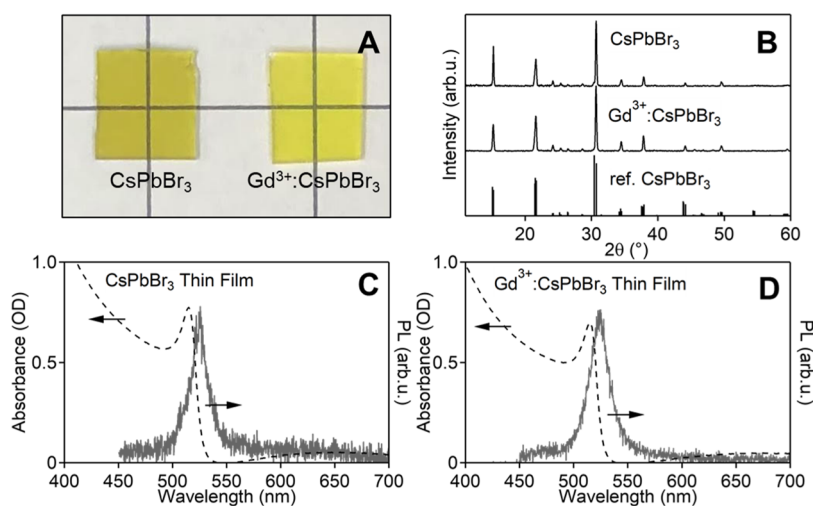 A
CsPbBr₃
Gd³⁺:CsPbBr₃
B
CsPbBr₃
Gd³⁺:CsPbBr₃
ref. CsPbBr₃
Intensity (arb.u.)
20 30 40 50 60
2θ (°)
C
CsPbBr₃ Thin Film
1.0
0.5
0
Absorbance (OD)
PL (arb.u.)
400 450 500 550 600 650 700
Wavelength (nm)
D
Gd³⁺:CsPbBr₃ Thin Film
1.0
0.5
0
Absorbance (OD)
PL (arb.u.)
400 450 500 550 600 650 700
Wavelength (nm)